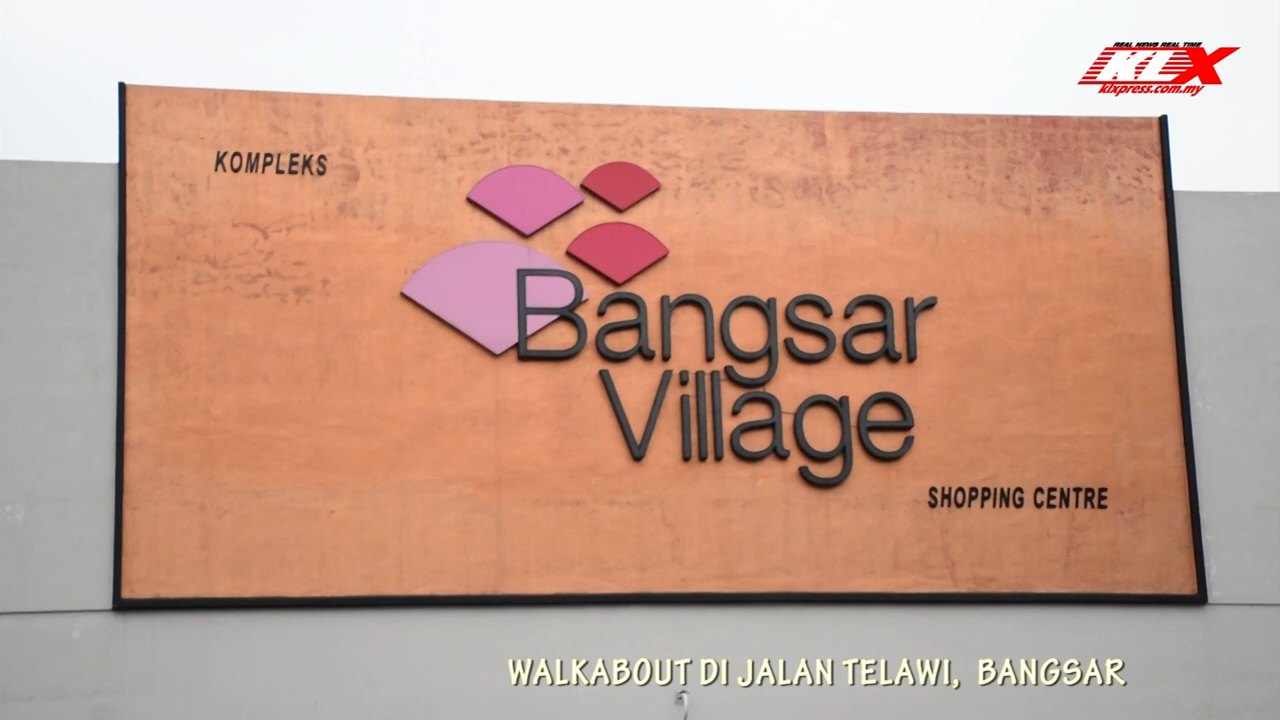 REAL NEWS REAL TIME
KLX
klxpress.com.my
KOMPLEKS
Bangsar
Village
SHOPPING CENTRE
WALKABOUT DI JALAN TELAWI, BANGSAR